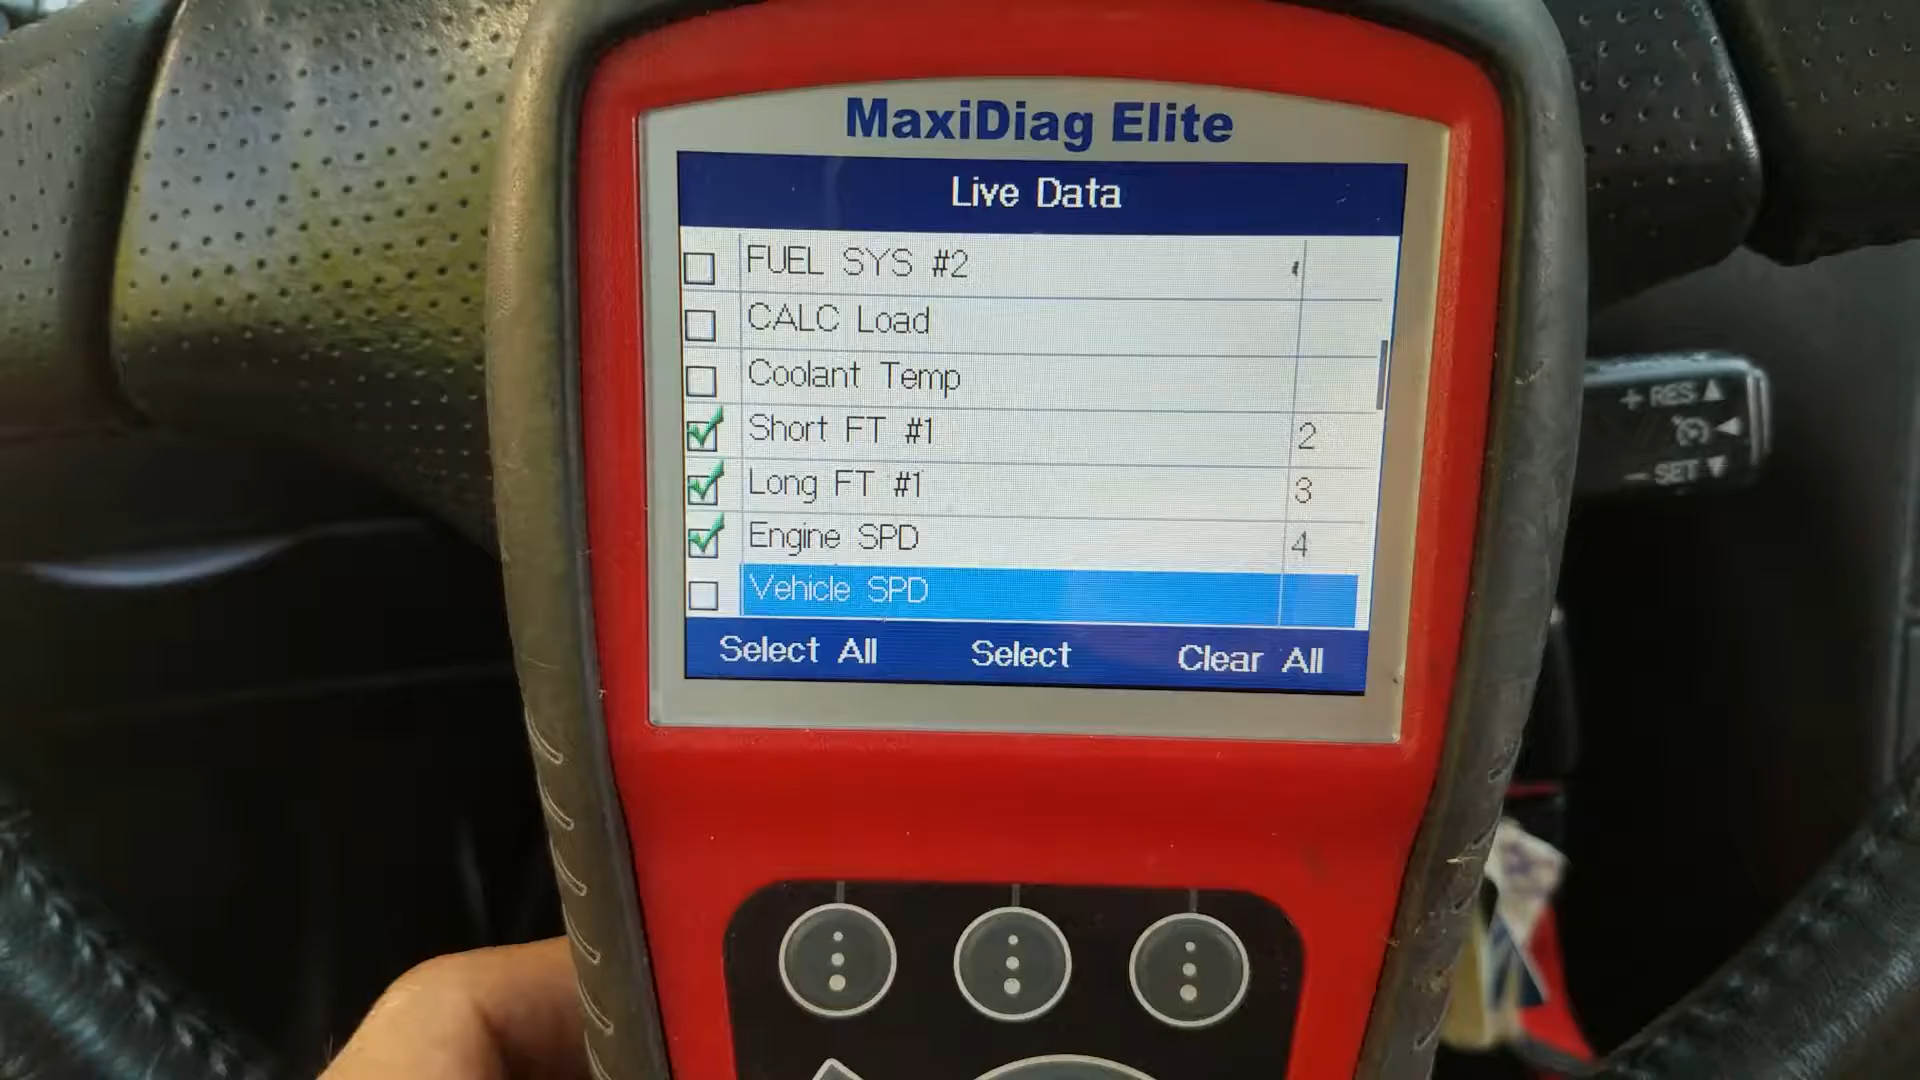 MaxiDiag Elite
Live Data
FUEL SYS #2
CALC Load
Coolant Temp
Short FT #1 2
Long FT #1 3
Engine SPD 4
Vehicle SPD
Select All Select Clear All
+ RES ▲
- SET ▼